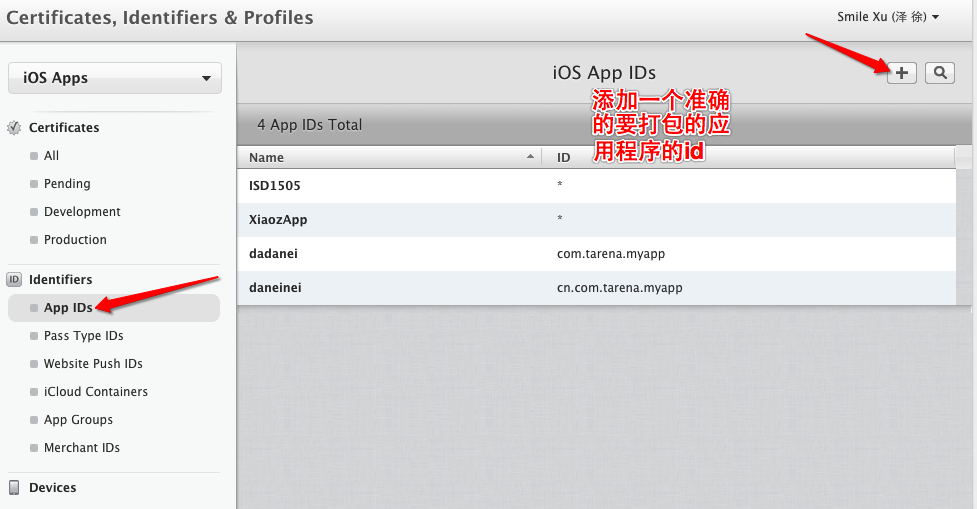 Certificates, Identifiers & Profiles
Smile Xu (泽 徐)
iOS Apps
Certificates
All
Pending
Development
Production
ID
Identifiers
App IDs
Pass Type IDs
Website Push IDs
iCloud Containers
App Groups
Merchant IDs
Devices
iOS App IDs
添加一个准确
的要打包的应
用程序的id
4 App IDs Total
Name ID
ISD1505 *
XiaozApp *
dadanei com.tarena.myapp
daneinei cn.com.tarena.myapp